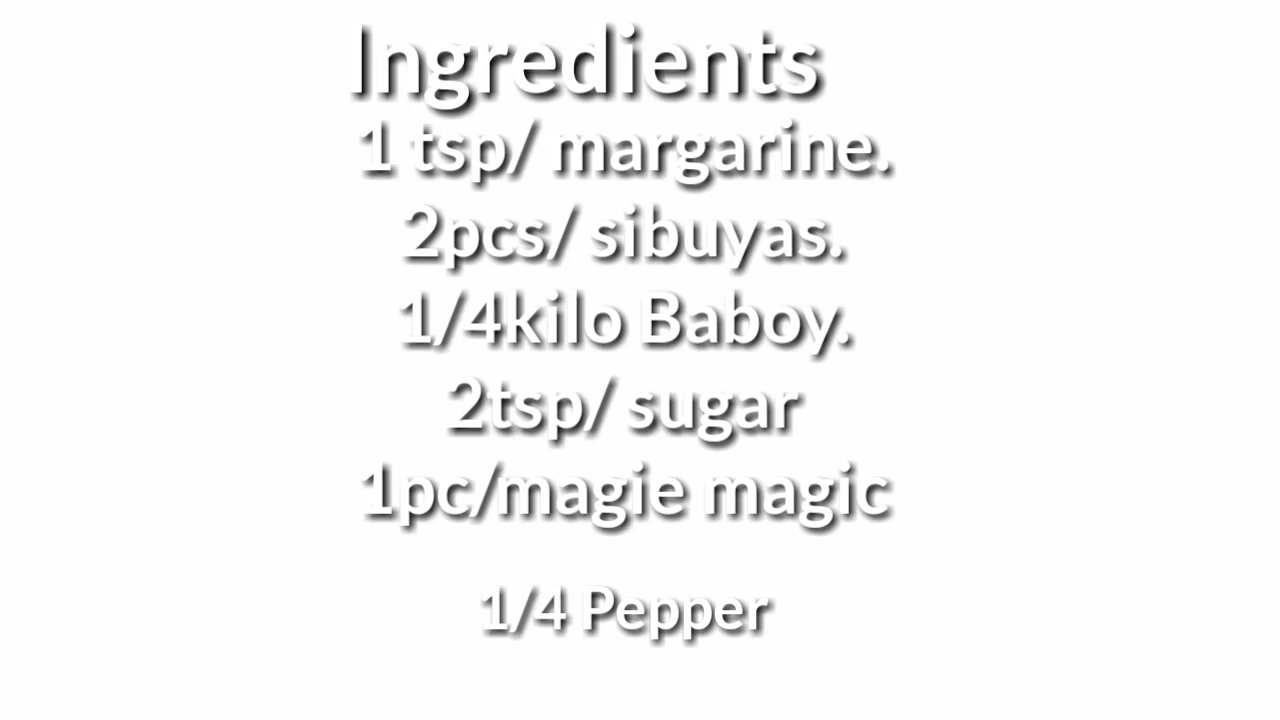 Ingredients
1 tsp/ margarine.
2pcs/ sibuyas.
1/4kilo Baboy.
2tsp/ sugar
1pc/magie magic
1/4 Pepper